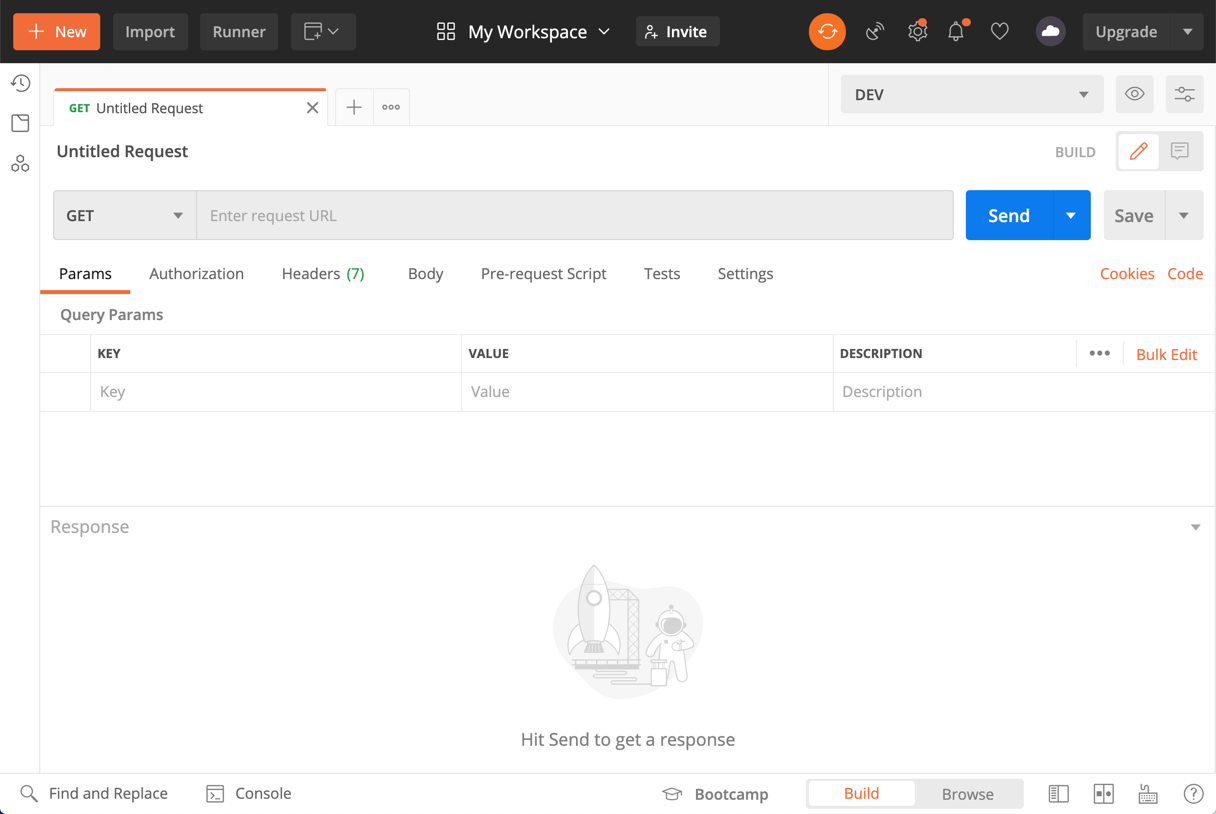 New Import Runner My Workspace Invite Upgrade
GET Untitled Request DEV
Untitled Request BUILD
GET Enter request URL Send Save
Params Authorization Headers (7) Body Pre-request Script Tests Settings Cookies Code
Query Params
KEY VALUE DESCRIPTION Bulk Edit
Key Value Description
Response
Hit Send to get a response
Find and Replace Console Bootcamp Build Browse